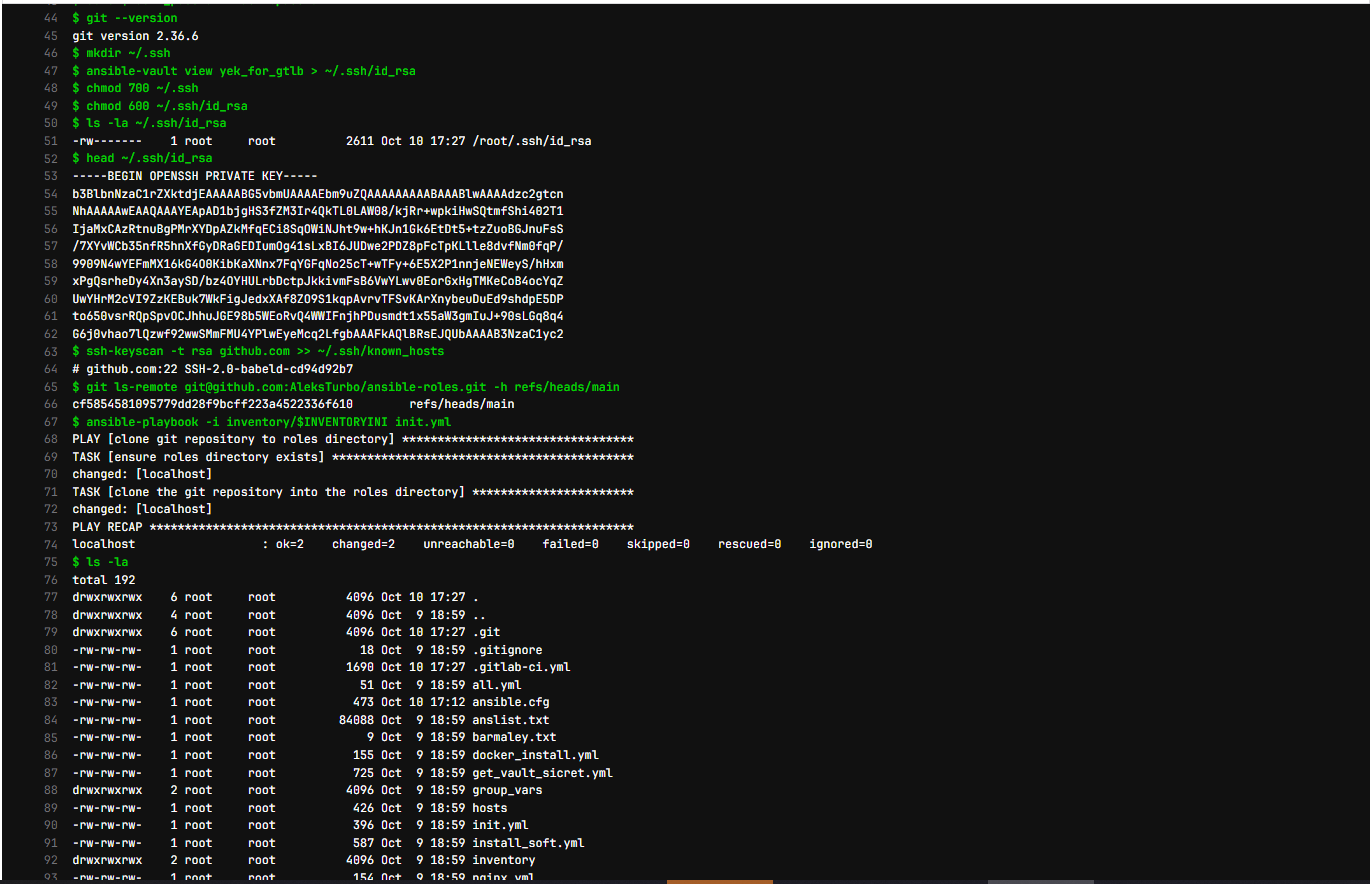 44 $ git --version
45 git version 2.36.6
46 $ mkdir ~/.ssh
47 $ ansible-vault view yek_for_gtlb > ~/.ssh/id_rsa
48 $ chmod 700 ~/.ssh
49 $ chmod 600 ~/.ssh/id_rsa
50 $ ls -la ~/.ssh/id_rsa
51 -rw------- 1 root root 2611 Oct 10 17:27 /root/.ssh/id_rsa
52 $ head ~/.ssh/id_rsa
53 -----BEGIN OPENSSH PRIVATE KEY-----
54 b3BlbnNzaC1rZXktdjEAAAAABG5vbmUAAAAEbm9uZQAAAAAAAAABAAABlwAAAAdzc2gtcn
55 NhAAAAAwEAAQAAAYEApAD1bjgHS3fZM3Ir4QkTL0LAW08/kjRr+wpkiHwSQtmfShi402T1
56 IjaMxCAzRtnuBgPMrXYDpAZkMfqECi8SqOWiNJht9w+hKJn1Gk6EtDt5+tzZuoBGJnuFsS
57 /7XYvWCb35nfR5hnXfGyDRaGEDIumOg41sLxBI6JUDwe2PDZ8pFcTpKLlle8dvfNm0fqP/
58 9909N4wYEFmMX16kG4O0KibKaXNnx7FqYGFqNo25cT+wTFy+6E5X2P1nnjeNEWeyS/hHxm
59 xPgQsrheDy4Xn3aySD/bz4OYHULrbDctpJkkivmFsB6VwYLwv0EorGxHgTMKeCoB4ocYqZ
60 UwYHrM2cVI9ZzKEBuk7WkFigJedxXAf8ZO9S1kqpAvrvTFSvKArXnybeuDuEd9shdpE5DP
61 to650vsrRQpSpvOCJhhuJGE98b5WEoRvQ4WWIFnjhPDusmdt1x55aW3gmIuJ+90sLGq8q4
62 G6j0vhao7lQzwf92wwSMmFMU4YPlwEyeMcq2LfgbAAAFkAQlBRsEJQUbAAAAB3NzaC1yc2
63 $ ssh-keyscan -t rsa github.com >> ~/.ssh/known_hosts
64 # github.com:22 SSH-2.0-babeld-cd94d92b7
65 $ git ls-remote git@github.com:AleksTurbo/ansible-roles.git -h refs/heads/main
66 cf5854581095779dd28f9bcff223a4522336f610 refs/heads/main
67 $ ansible-playbook -i inventory/$INVENTORYINI init.yml
68 PLAY [clone git repository to roles directory] *********************************
69 TASK [ensure roles directory exists] *******************************************
70 changed: [localhost]
71 TASK [clone the git repository into the roles directory] ***********************
72 changed: [localhost]
73 PLAY RECAP *********************************************************************
74 localhost : ok=2 changed=2 unreachable=0 failed=0 skipped=0 rescued=0 ignored=0
75 $ ls -la
76 total 192
77 drwxrwxrwx 6 root root 4096 Oct 10 17:27 .
78 drwxrwxrwx 4 root root 4096 Oct 9 18:59 ..
79 drwxrwxrwx 6 root root 4096 Oct 10 17:27 .git
80 -rw-rw-rw- 1 root root 18 Oct 9 18:59 .gitignore
81 -rw-rw-rw- 1 root root 1690 Oct 10 17:27 .gitlab-ci.yml
82 -rw-rw-rw- 1 root root 51 Oct 9 18:59 all.yml
83 -rw-rw-rw- 1 root root 473 Oct 10 17:12 ansible.cfg
84 -rw-rw-rw- 1 root root 84088 Oct 9 18:59 anslist.txt
85 -rw-rw-rw- 1 root root 9 Oct 9 18:59 barmaley.txt
86 -rw-rw-rw- 1 root root 155 Oct 9 18:59 docker_install.yml
87 -rw-rw-rw- 1 root root 725 Oct 9 18:59 get_vault_sicret.yml
88 drwxrwxrwx 2 root root 4096 Oct 9 18:59 group_vars
89 -rw-rw-rw- 1 root root 426 Oct 9 18:59 hosts
90 -rw-rw-rw- 1 root root 396 Oct 9 18:59 init.yml
91 -rw-rw-rw- 1 root root 587 Oct 9 18:59 install_soft.yml
92 drwxrwxrwx 2 root root 4096 Oct 9 18:59 inventory
93 -rw-rw-rw- 1 root root 154 Oct 9 18:59 nginx.yml